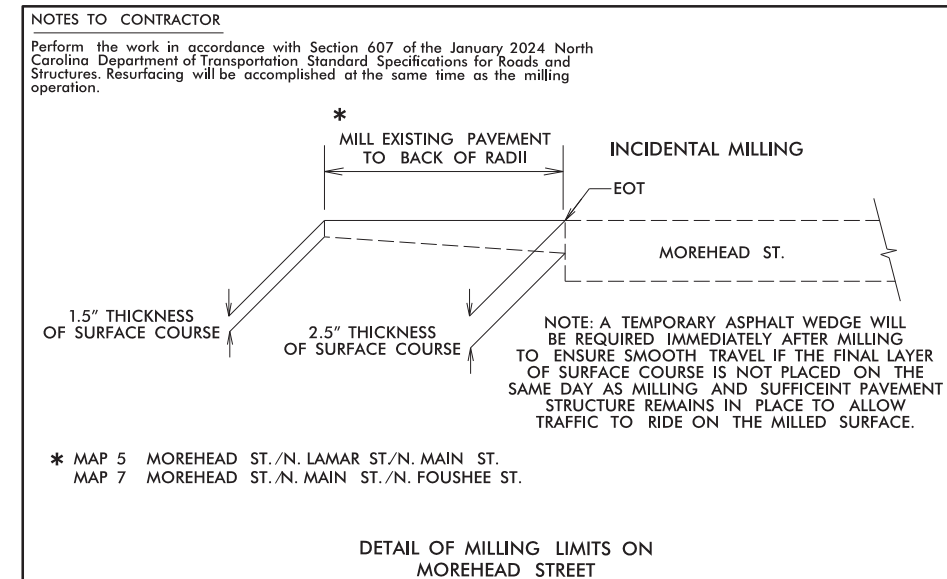 NOTES TO CONTRACTOR
Perform the work in accordance with Section 607 of the January 2024 North
Carolina Department of Transportation Standard Specifications for Roads and
Structures. Resurfacing will be accomplished at the same time as the milling
operation.
*
MILL EXISTING PAVEMENT
TO BACK OF RADII
INCIDENTAL MILLING
EOT
MOREHEAD ST.
1.5" THICKNESS
OF SURFACE COURSE
2.5" THICKNESS
OF SURFACE COURSE
NOTE: A TEMPORARY ASPHALT WEDGE WILL
BE REQUIRED IMMEDIATELY AFTER MILLING
TO ENSURE SMOOTH TRAVEL IF THE FINAL LAYER
OF SURFACE COURSE IS NOT PLACED ON THE
SAME DAY AS MILLING AND SUFFICEINT PAVEMENT
STRUCTURE REMAINS IN PLACE TO ALLOW
TRAFFIC TO RIDE ON THE MILLED SURFACE.
* MAP 5 MOREHEAD ST./N. LAMAR ST./N. MAIN ST.
MAP 7 MOREHEAD ST./N. MAIN ST./N. FOUSHEE ST.
DETAIL OF MILLING LIMITS ON
MOREHEAD STREET